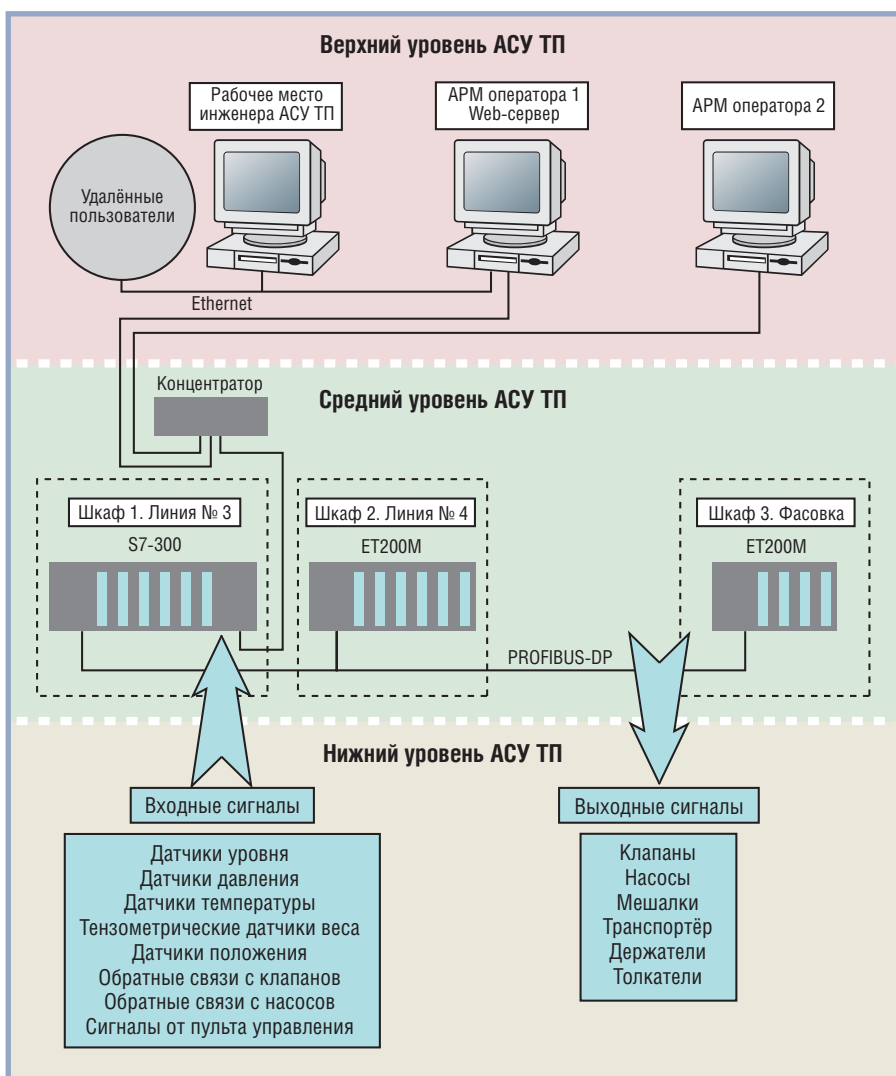 Верхний уровень АСУ ТП
Рабочее место
инженера АСУ ТП
АРМ оператора 1
Web-сервер
АРМ оператора 2
Удалённые
пользователи
Ethernet
Концентратор
Средний уровень АСУ ТП
Шкаф 1. Линия № 3
Шкаф 2. Линия № 4
Шкаф 3. Фасовка
S7-300
ET200M
ET200M
PROFIBUS-DP
Нижний уровень АСУ ТП
Входные сигналы
Выходные сигналы
Датчики уровня
Датчики давления
Датчики температуры
Тензометрические датчики веса
Датчики положения
Обратные связи с клапанов
Обратные связи с насосов
Сигналы от пульта управления
Клапаны
Насосы
Мешалки
Транспортёр
Держатели
Толкатели